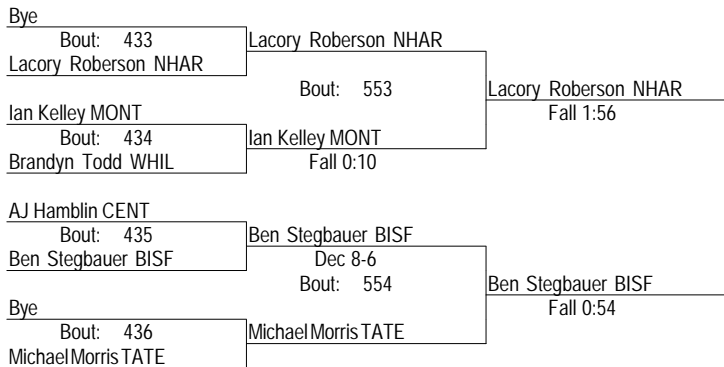 Bye
Bout: 433
Lacory Roberson NHAR
Lacory Roberson NHAR
Bout: 553
Lacory Roberson NHAR
Fall 1:56
Ian Kelley MONT
Bout: 434
Ian Kelley MONT
Brandyn Todd WHIL
Fall 0:10
AJ Hamblin CENT
Bout: 435
Ben Stegbauer BISF
Ben Stegbauer BISF
Dec 8-6
Bout: 554
Ben Stegbauer BISF
Fall 0:54
Bye
Bout: 436
Michael Morris TATE
Michael Morris TATE